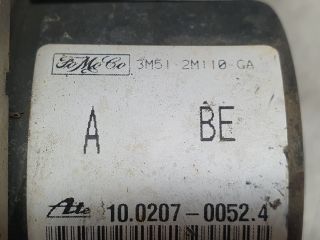 FoMoCo 3M51-2M110-GA
A BE
Ate 10.0207-0052.4